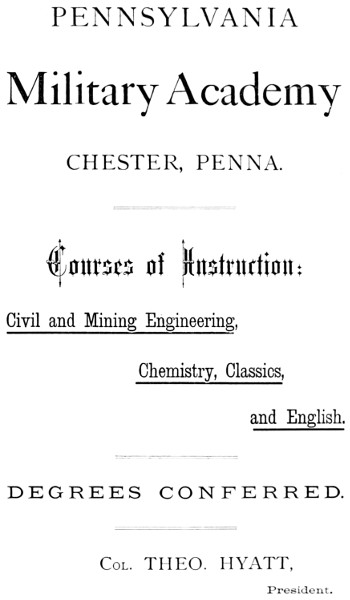 PENNSYLVANIA
Military Academy
CHESTER, PENNA.
Courses of Instruction:
Civil and Mining Engineering,
Chemistry, Classics,
and English.
DEGREES CONFERRED.
COL. THEO. HYATT,
President.